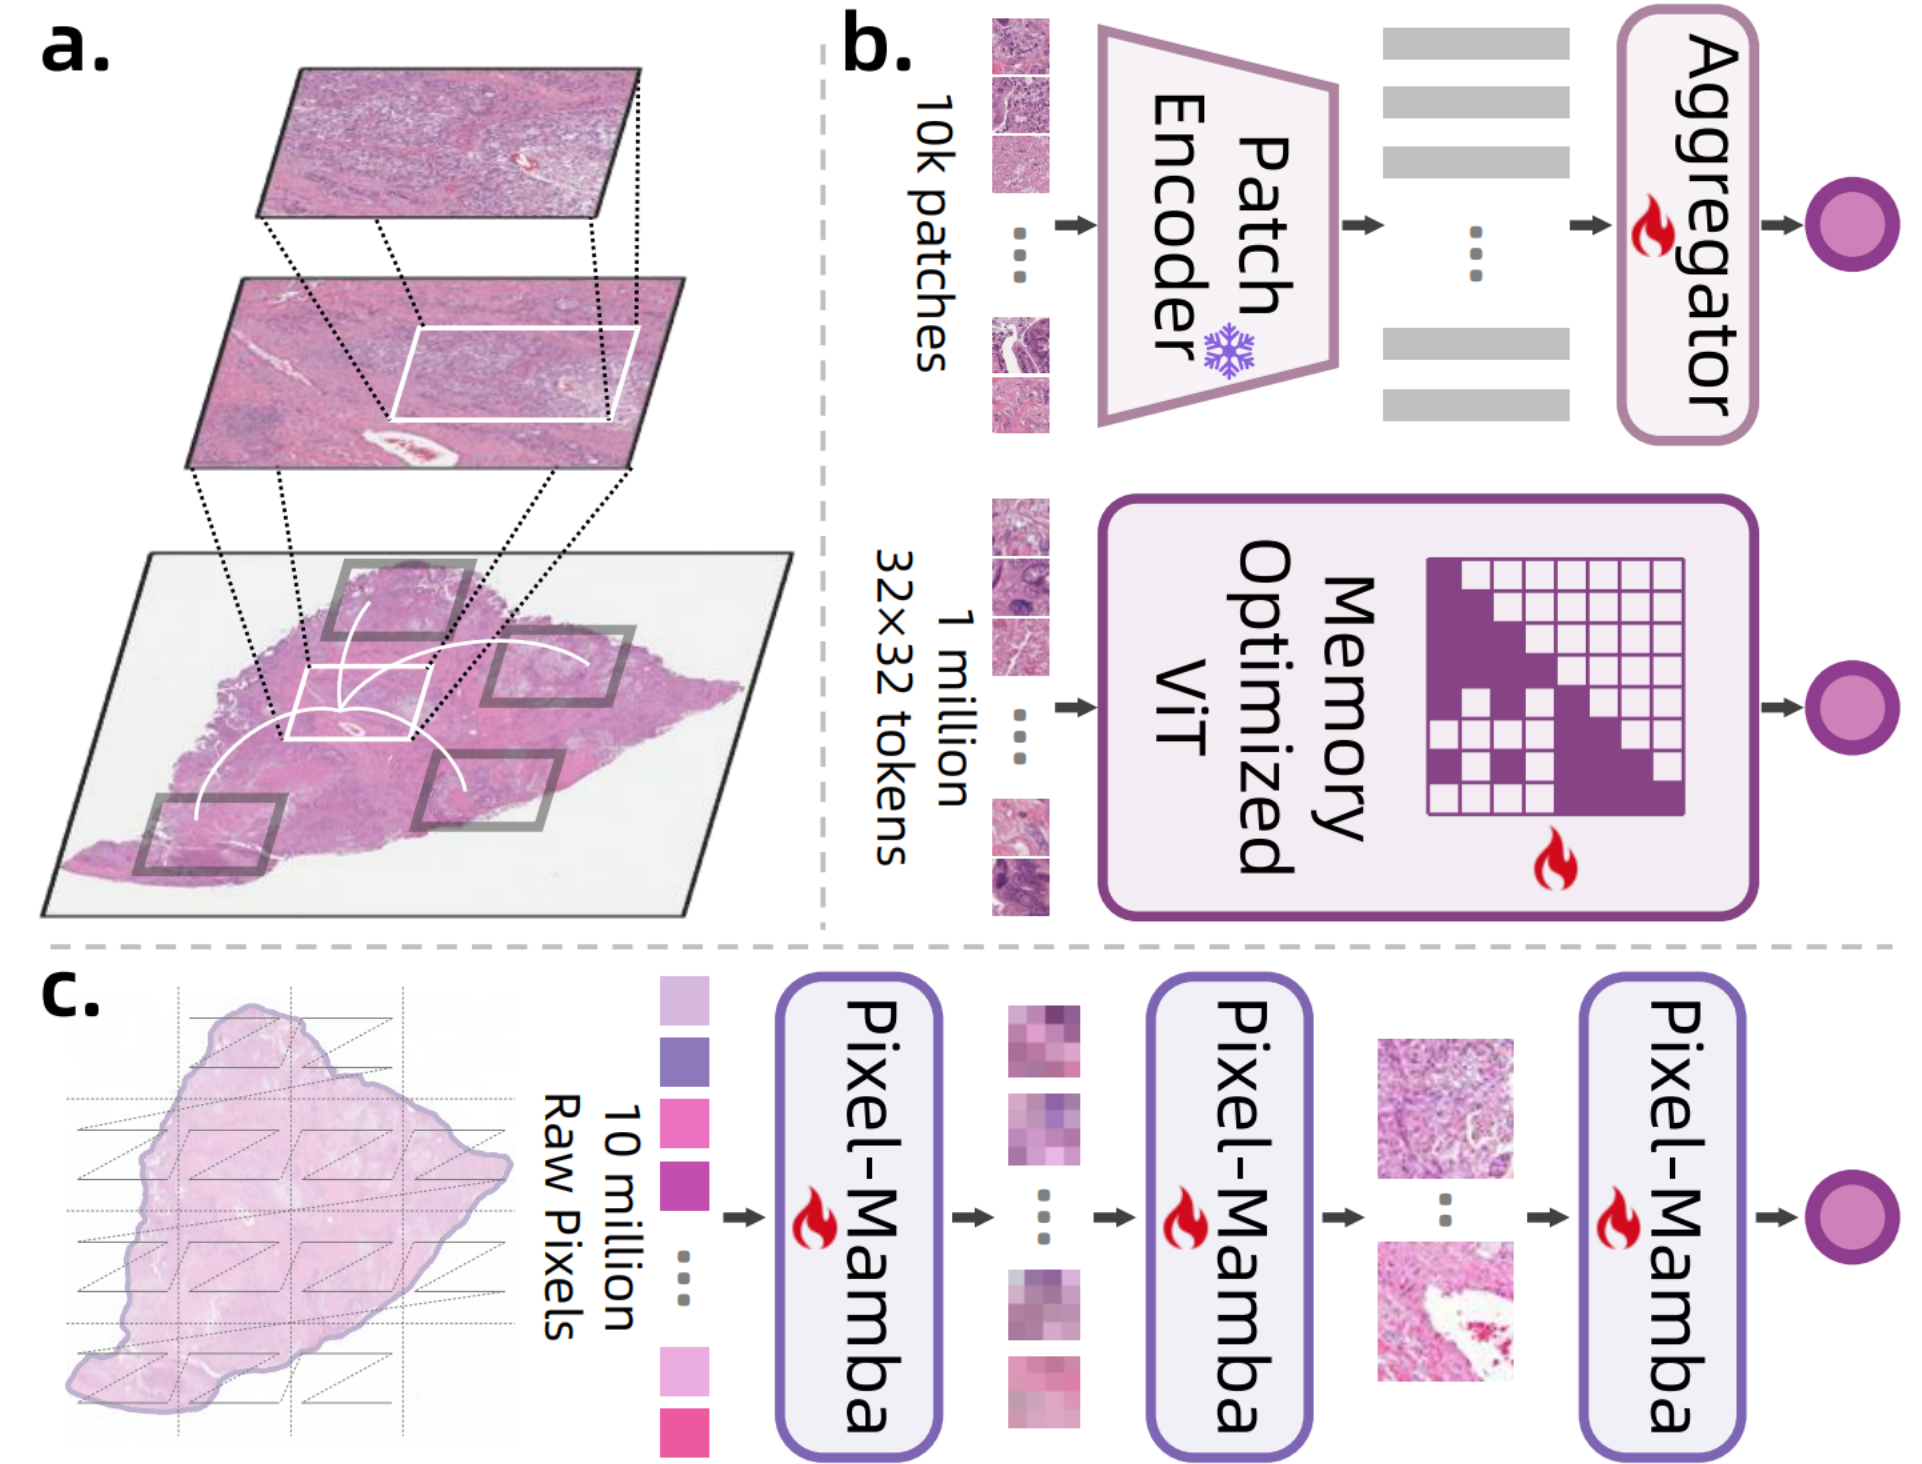 a.
b.
10k patches
Patch
Encoder
Aggregator
1 million
32×32 tokens
Memory
Optimized
ViT
c.
10 million
Raw Pixels
Pixel-Mamba
Pixel-Mamba
Pixel-Mamba